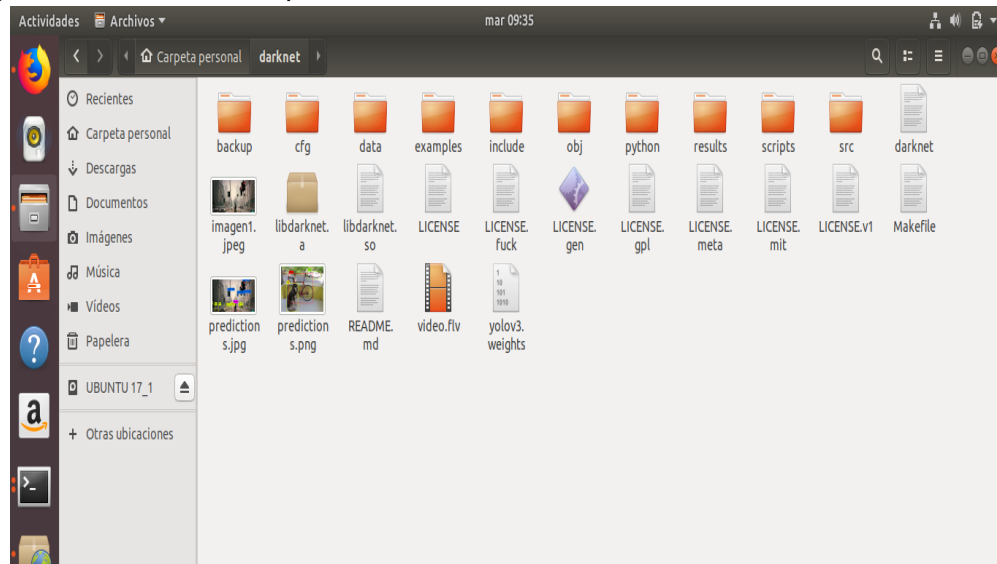 Actividades Archivos mar 09:35
Carpeta personal darknet
Recientes
Carpeta personal
Descargas
Documentos
Imágenes
Música
Vídeos
Papelera
UBUNTU 17_1
+ Otras ubicaciones
backup cfg data examples include obj python results scripts src darknet
imagen1. libdarknet. libdarknet. LICENSE LICENSE. LICENSE. LICENSE. LICENSE. LICENSE. LICENSE.v1 Makefile
jpeg a so fuck gen gpl meta mit
prediction prediction README. video.flv yolov3.
s.jpg s.png md weights